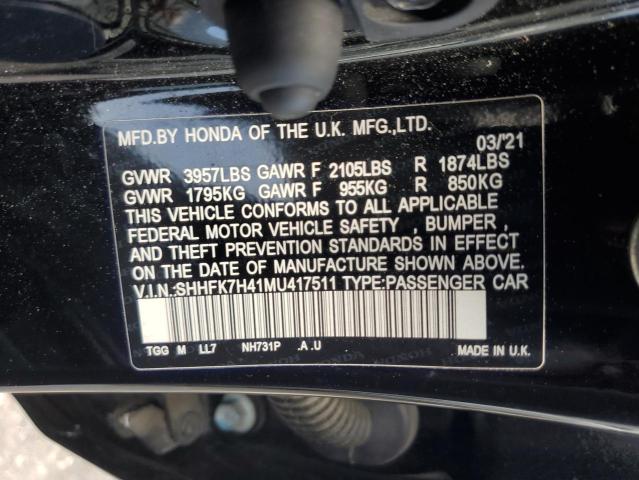 MFD.BY HONDA OF THE U.K. MFG.,LTD.
03/'21
GVWR 3957LBS GAWR F 2105LBS R 1874LBS
GVWR 1795KG GAWR F 955KG R 850KG
THIS VEHICLE CONFORMS TO ALL APPLICABLE
FEDERAL MOTOR VEHICLE SAFETY , BUMPER ,
AND THEFT PREVENTION STANDARDS IN EFFECT
ON THE DATE OF MANUFACTURE SHOWN ABOVE.
V.I.N.:SHHFK7H41MU417511 TYPE:PASSENGER CAR
TGG M LL7 NH731P .A .U MADE IN U.K.